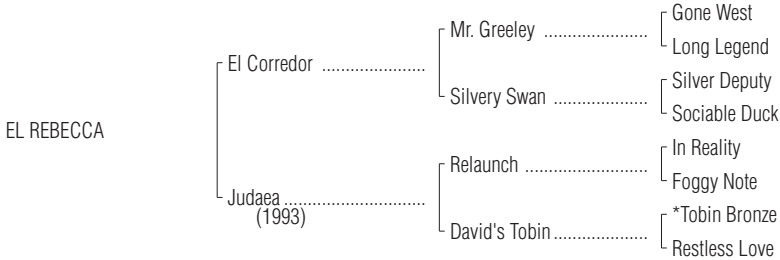 Gone West
Mr. Greeley ......................
Long Legend
El Corredor ......................
Silver Deputy
Silvery Swan ....................
Sociable Duck
EL REBECCA
In Reality
Relaunch ..........................
Foggy Note
Judaea ..............................
(1993)
*Tobin Bronze
David's Tobin....................
Restless Love